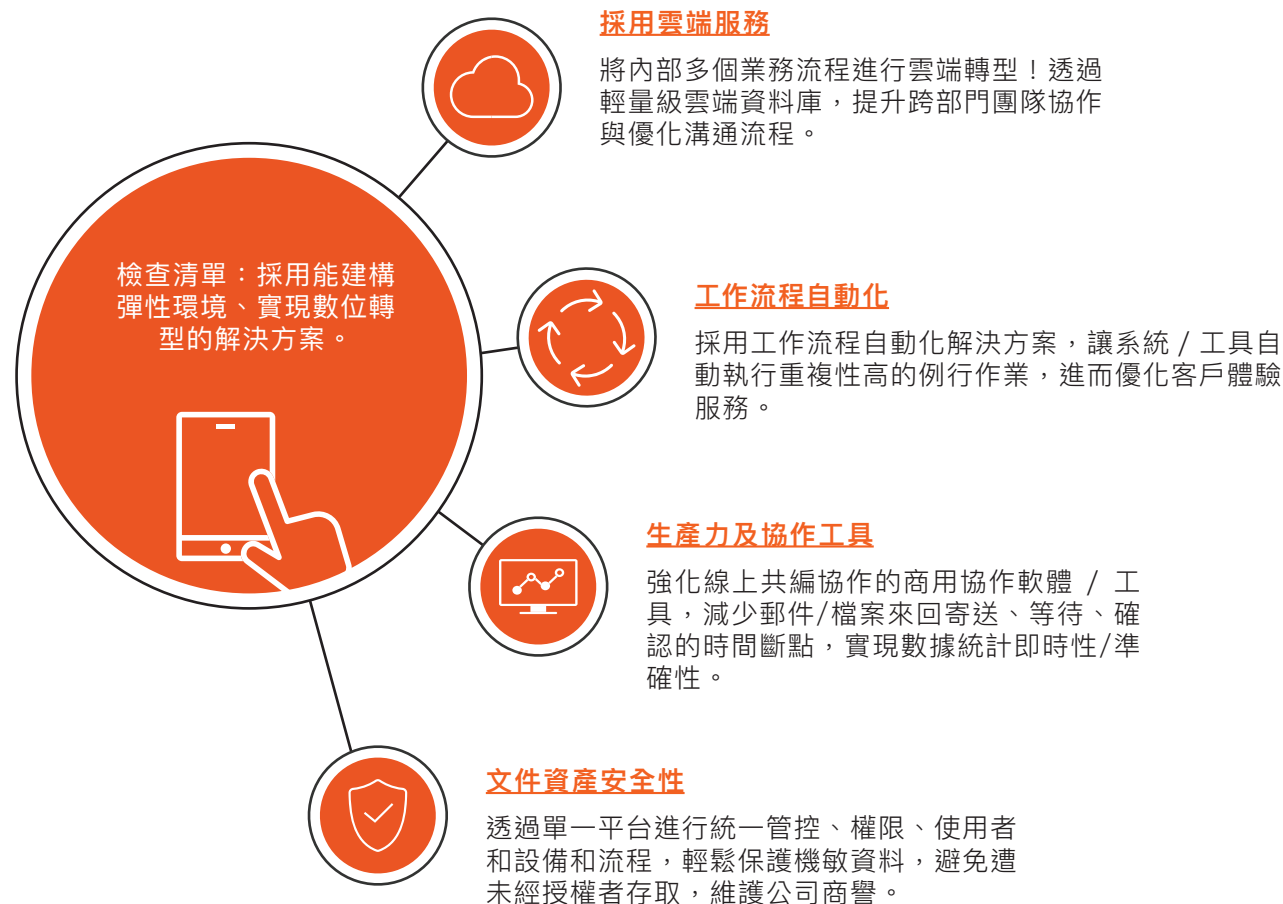 採用雲端服務
將內部多個業務流程進行雲端轉型！透過
輕量級雲端資料庫，提升跨部門團隊協作
與優化溝通流程。
檢查清單：採用能建構
彈性環境、實現數位轉
型的解決方案。
工作流程自動化
採用工作流程自動化解決方案，讓系統 / 工具自
動執行重複性高的例行作業，進而優化客戶體驗
服務。
生產力及協作工具
強化線上共編協作的商用協作軟體 / 工
具，減少郵件/檔案來回寄送、等待、確
認的時間斷點，實現數據統計即時性/準
確性。
文件資產安全性
透過單一平台進行統一管控、權限、使用者
和設備和流程，輕鬆保護機敏資料，避免遭
未經授權者存取，維護公司商譽。